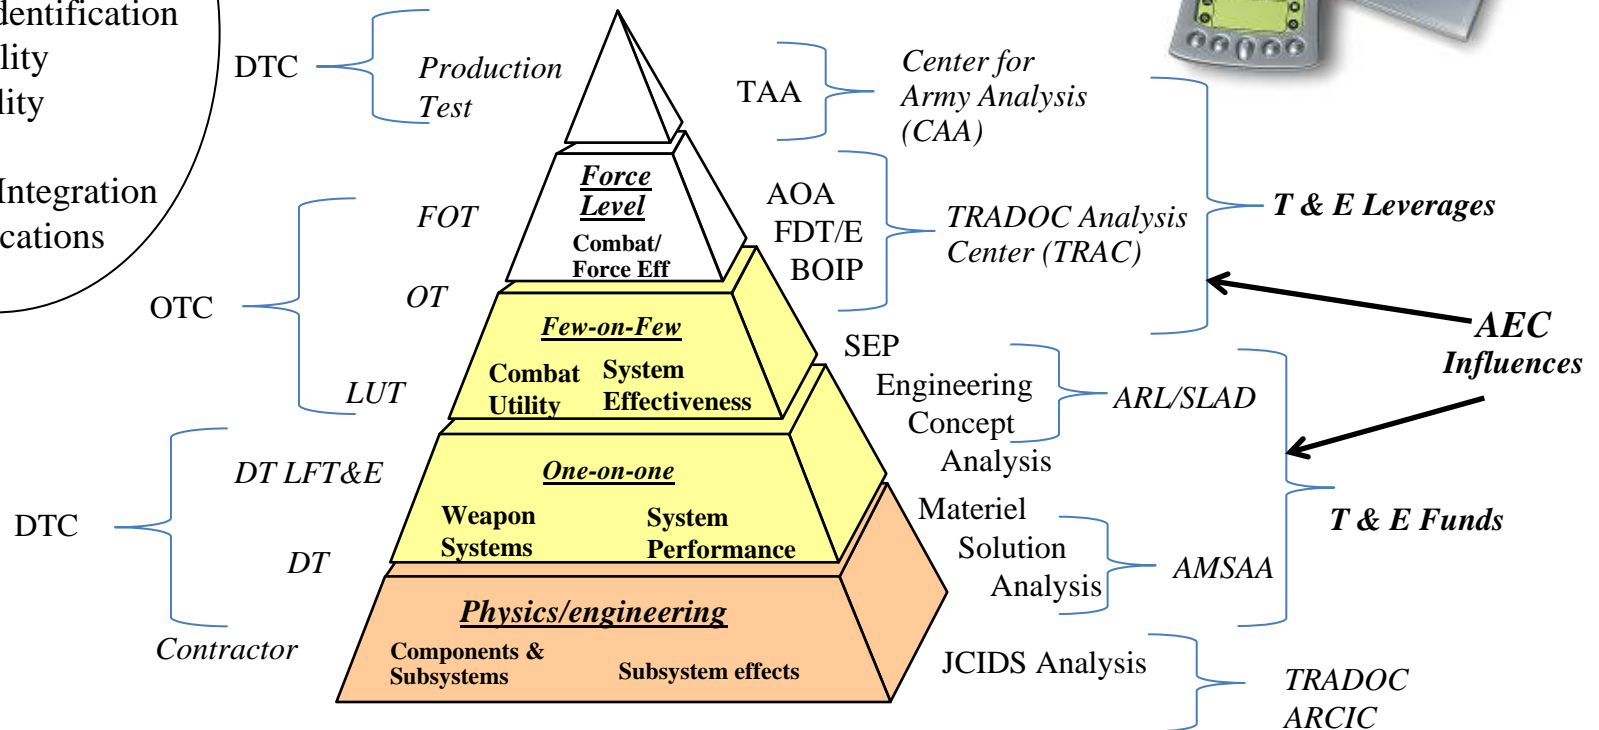 dentification
lity
lity
Integration
cations
DTC
Production
Test
FOT
OTC
OT
LUT
DT LFT&E
DTC
DT
Contractor
Force
Level
Combat/
Force Eff
Few-on-Few
Combat
Utility
System
Effectiveness
One-on-one
Weapon
Systems
System
Performance
Physics/engineering
Components &
Subsystems
Subsystem effects
TAA
Center for
Army Analysis
(CAA)
AOA
FDT/E
BOIP
TRADOC Analysis
Center (TRAC)
T & E Leverages
AEC
Influences
SEP
Engineering
Concept
Analysis
ARL/SLAD
Materiel
Solution
Analysis
AMSAA
T & E Funds
JCIDS Analysis
TRADOC
ARCIC